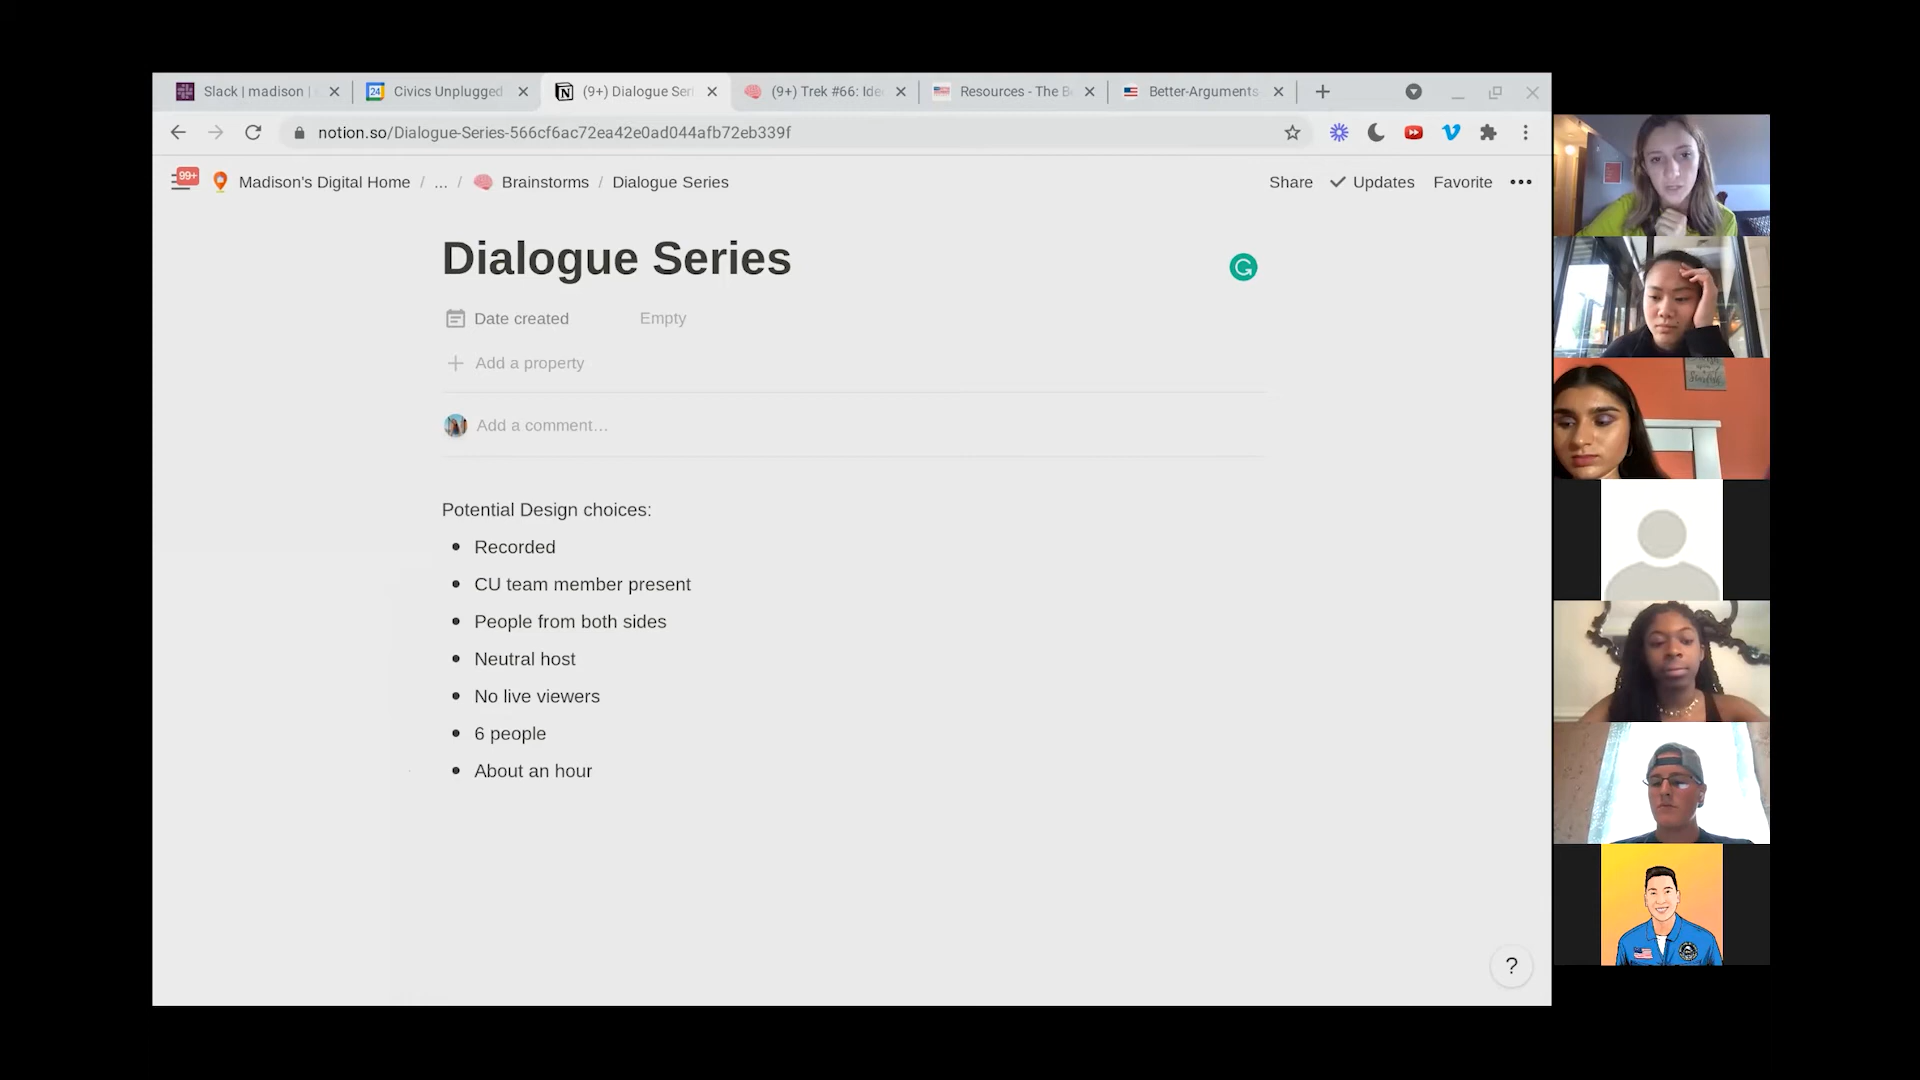 Slack | madison |
24
Civics Unplugged
(9+) Dialogue Seri
(9+) Trek #66: Ide
Resources - The B
Better-Arguments
notion.so/Dialogue-Series-566cf6ac72ea42e0ad044afb72eb339f
99+
Madison's Digital Home / ... / Brainstorms / Dialogue Series
Share Updates Favorite
Dialogue Series
Date created Empty
Add a property
Add a comment...
Potential Design choices:
Recorded
CU team member present
People from both sides
Neutral host
No live viewers
6 people
About an hour
?